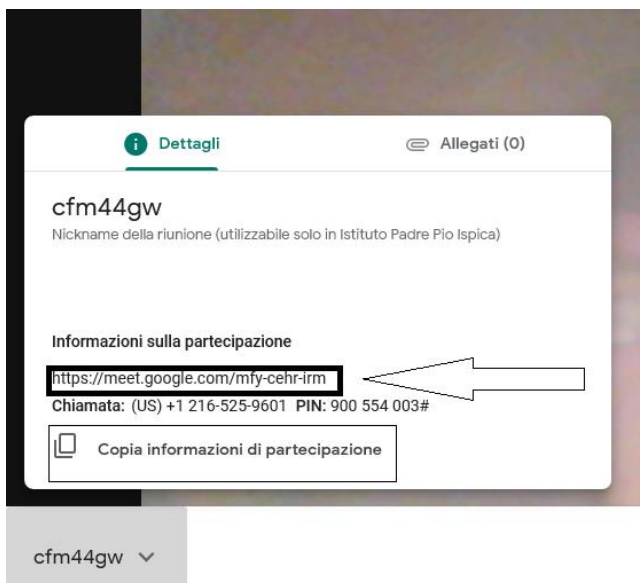 Dettagli
Allegati (0)
cfm44gw
Nickname della riunione (utilizzabile solo in Istituto Padre Pio Ispica)
Informazioni sulla partecipazione
https://meet.google.com/mfy-cehr-irm
Chiamata: (US) +1 216-525-9601 PIN: 900 554 003#
Copia informazioni di partecipazione
cfm44gw